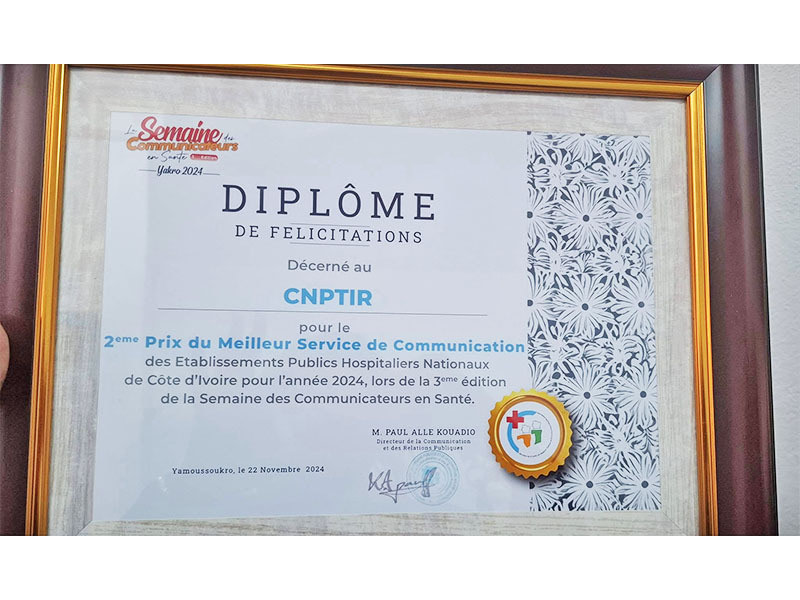 La Semaine des
Communicateurs
en Santé
Yakro 2024
DIPLÔME
DE FELICITATIONS
Décerné au
CNPTIR
pour le
2eme Prix du Meilleur Service de Communication
des Etablissements Publics Hospitaliers Nationaux
de Côte d'Ivoire pour l'année 2024, lors de la 3eme édition
de la Semaine des Communicateurs en Santé.
M. PAUL ALLE KOUADIO
Directeur de la Communication
et des Relations Publiques
Yamoussoukro, le 22 Novembre 2024